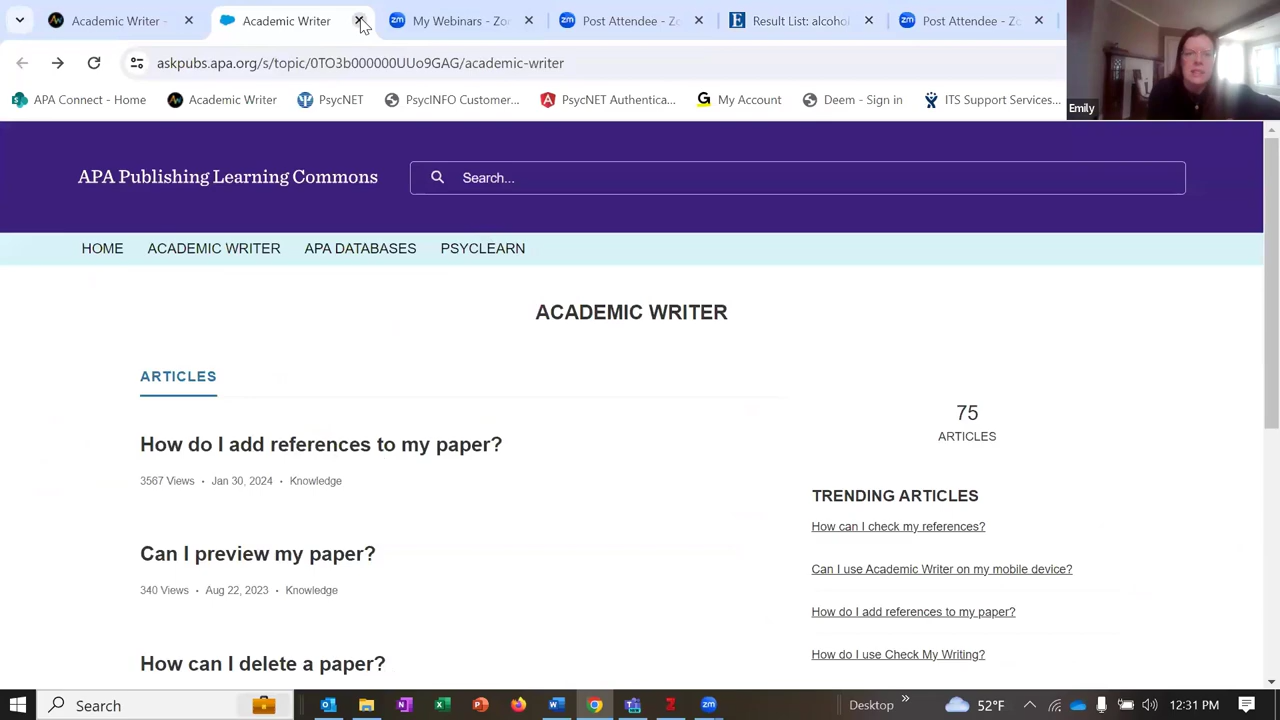 Academic Writer -
Academic Writer
My Webinars - Zo
Post Attendee - Z
Result List: alcoho
Post Attendee - Z
askpubs.apa.org/s/topic/0TO3b000000UUo9GAG/academic-writer
APA Connect - Home
Academic Writer
PsycNET
PsycINFO Customer...
PsycNET Authentica...
My Account
Deem - Sign in
ITS Support Services...
Emily
APA Publishing Learning Commons
Search...
HOME
ACADEMIC WRITER
APA DATABASES
PSYCLEARN
ACADEMIC WRITER
ARTICLES
How do I add references to my paper?
3567 Views • Jan 30, 2024 • Knowledge
Can I preview my paper?
340 Views • Aug 22, 2023 • Knowledge
How can I delete a paper?
75
ARTICLES
TRENDING ARTICLES
How can I check my references?
Can I use Academic Writer on my mobile device?
How do I add references to my paper?
How do I use Check My Writing?
Search
Desktop
52°F
12:31 PM